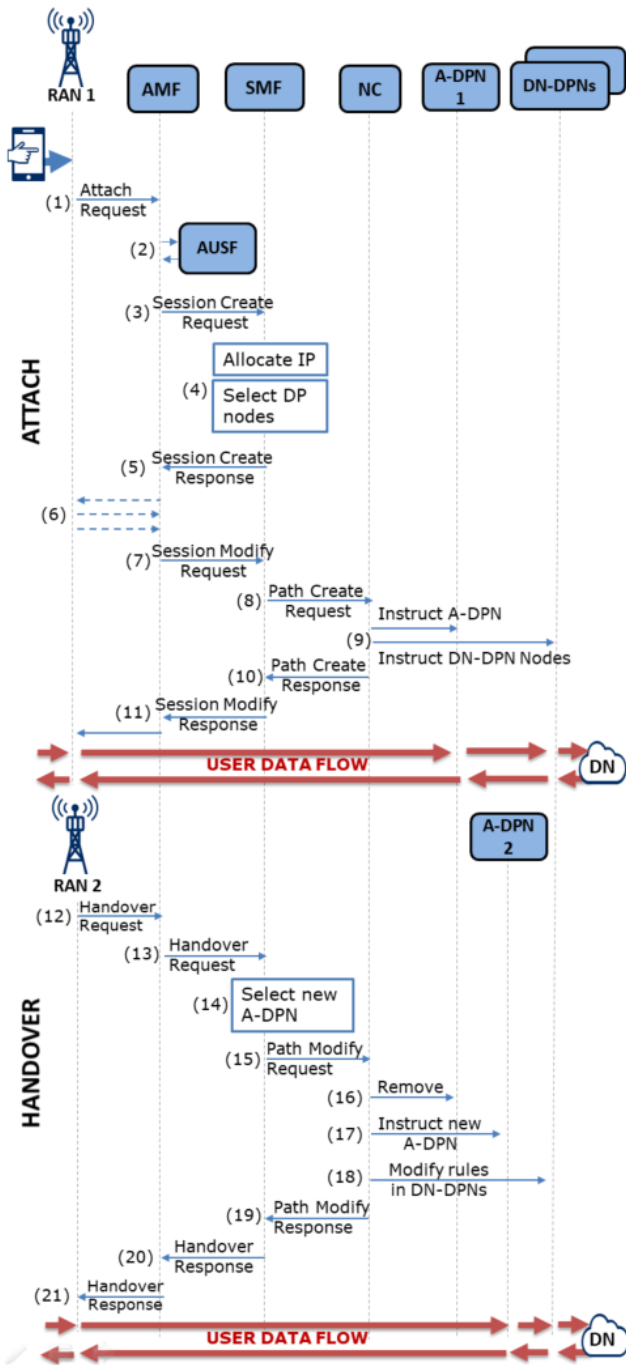 RAN 1
AMF
SMF
NC
A-DPN
1
DN-DPNs
ATTACH
(1)
Attach
Request
(2)
AUSF
(3)
Session Create
Request
Allocate IP
(4)
Select DP
nodes
(5)
Session Create
Response
(6)
(7)
Session Modify
Request
(8)
Path Create
Request
Instruct A-DPN
(9)
Instruct DN-DPN Nodes
(10)
Path Create
Response
(11)
Session Modify
Response
USER DATA FLOW
DN
RAN 2
A-DPN
2
HANDOVER
(12)
Handover
Request
(13)
Handover
Request
(14)
Select new
A-DPN
(15)
Path Modify
Request
(16)
Remove
(17)
Instruct new
A-DPN
(18)
Modify rules
in DN-DPNs
(19)
Path Modify
Response
(20)
Handover
Response
(21)
Handover
Response
USER DATA FLOW
DN